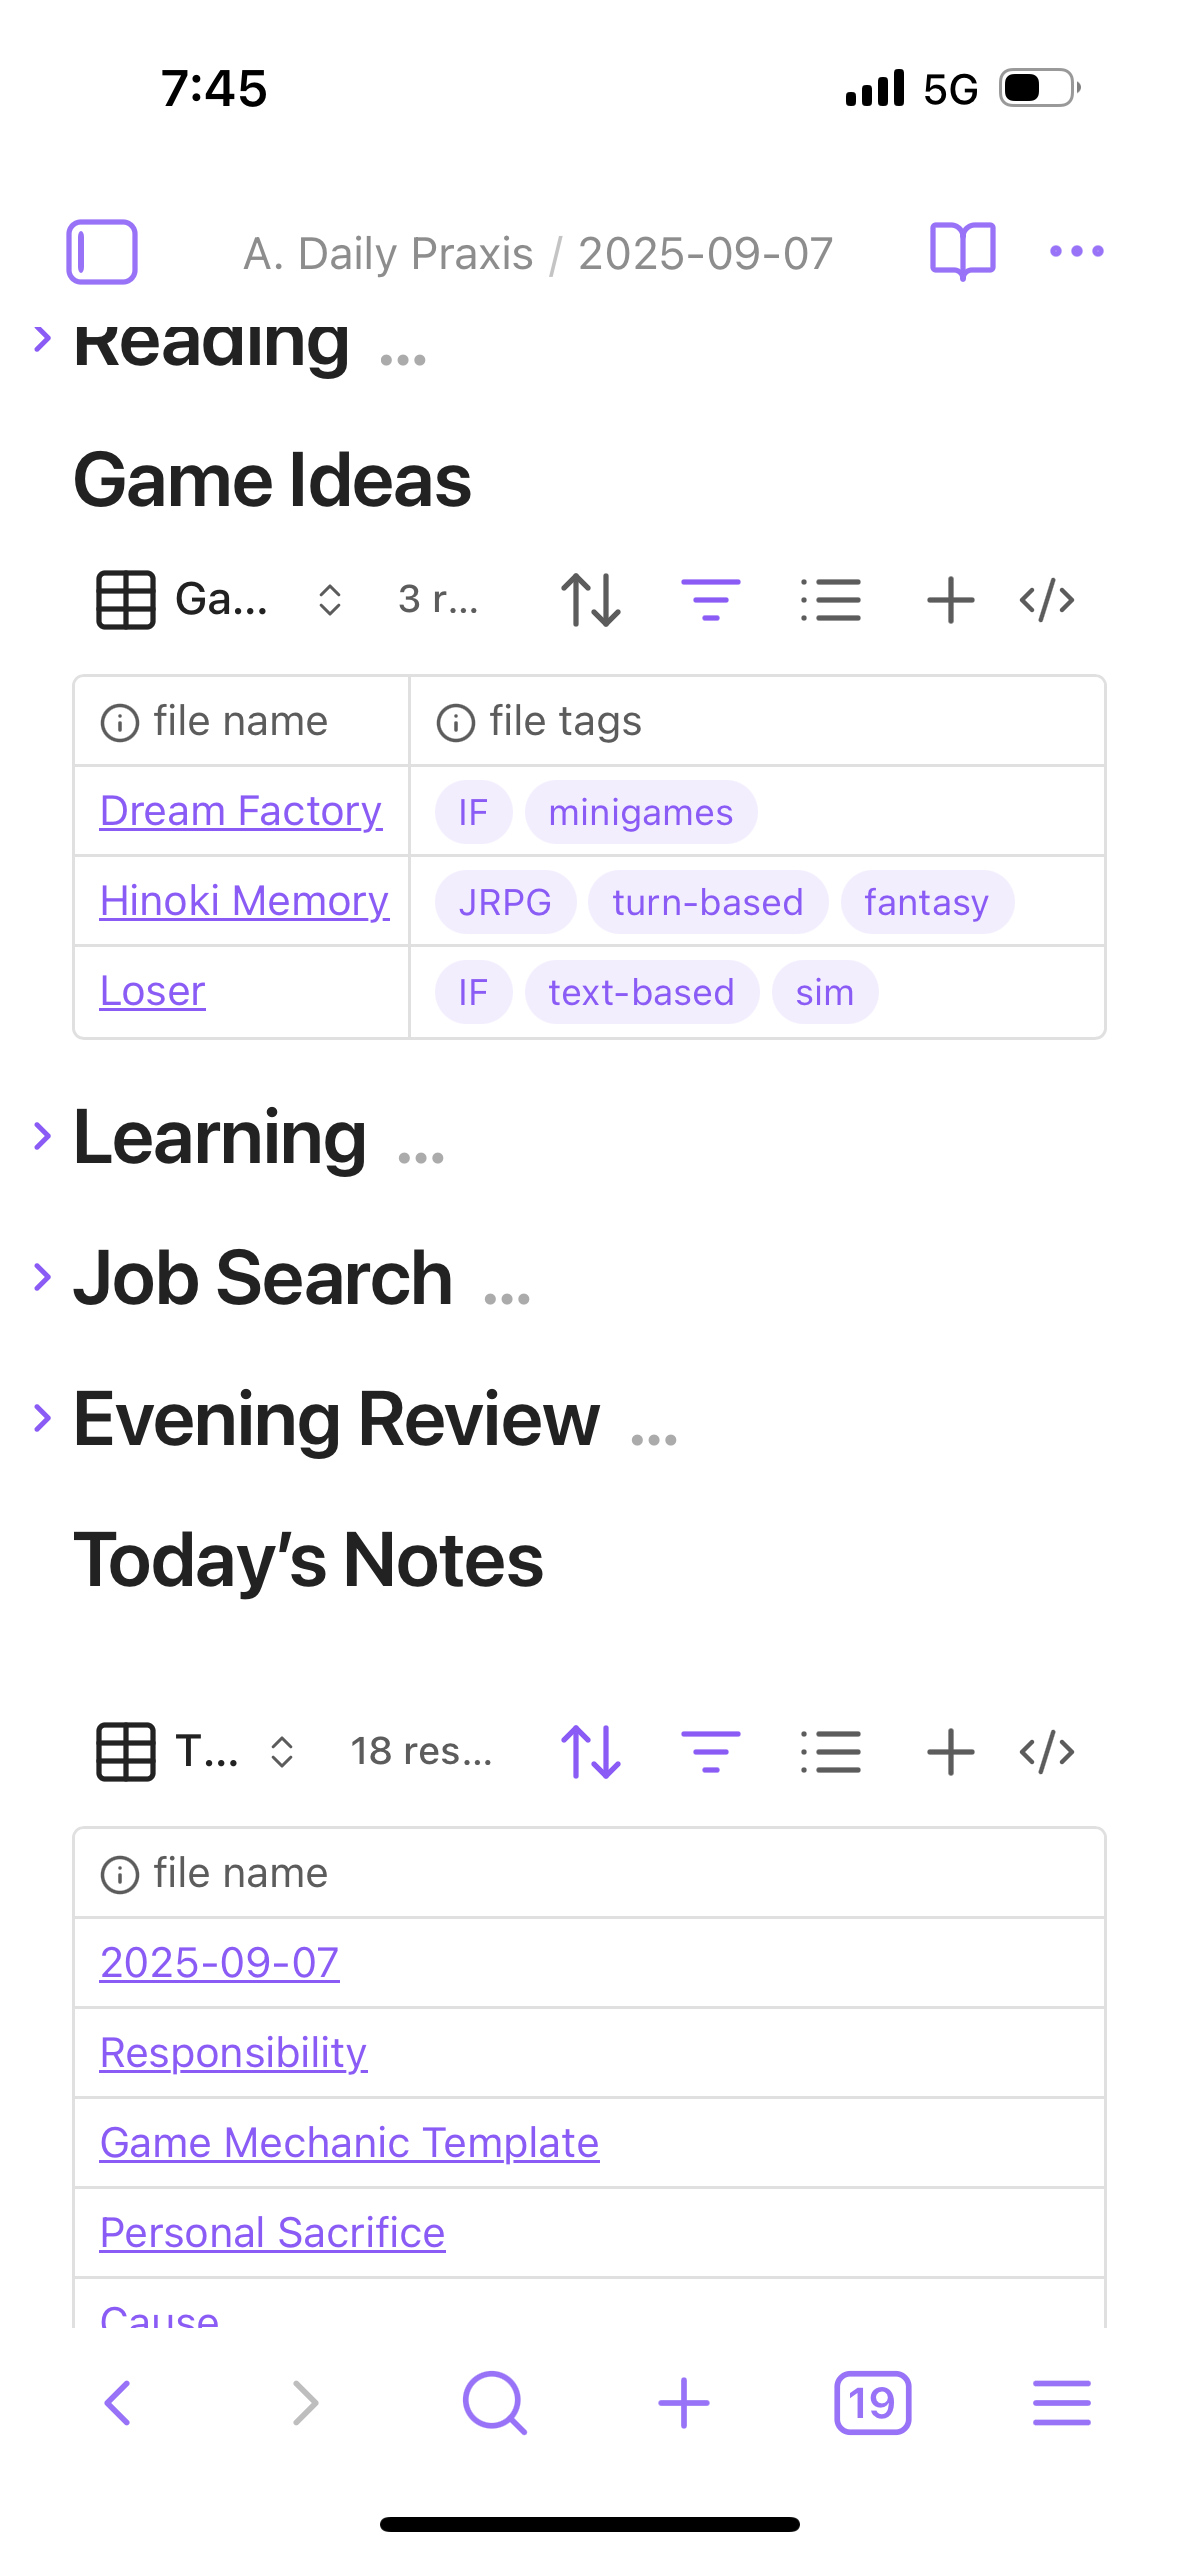 7:45 5G
A. Daily Praxis / 2025-09-07
Reading ...
Game Ideas
Ga... 3 r...
file name file tags
Dream Factory IF minigames
Hinoki Memory JRPG turn-based fantasy
Loser IF text-based sim
Learning ...
Job Search ...
Evening Review ...
Today’s Notes
T... 18 res...
file name
2025-09-07
Responsibility
Game Mechanic Template
Personal Sacrifice
Cause
19